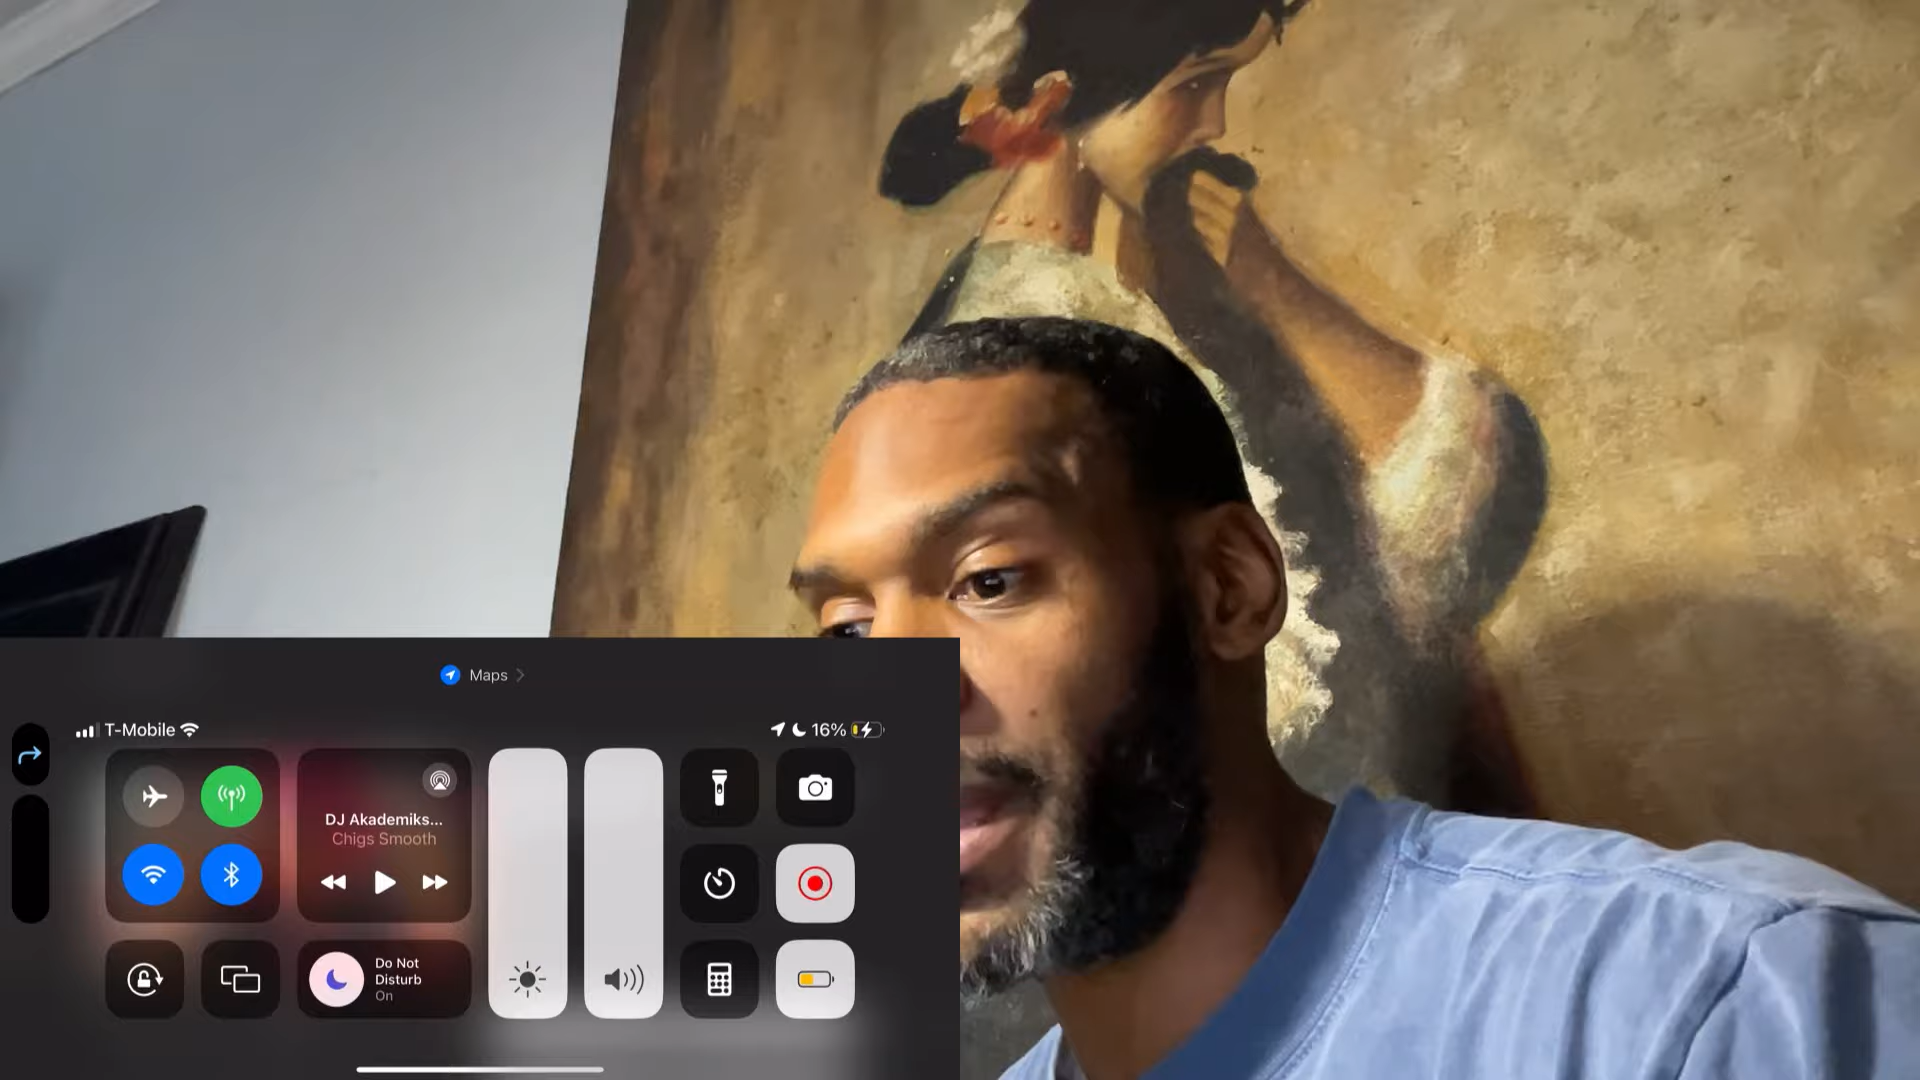 Maps
T-Mobile
16%
DJ Akademiks...
Chigs Smooth
Do Not
Disturb
On